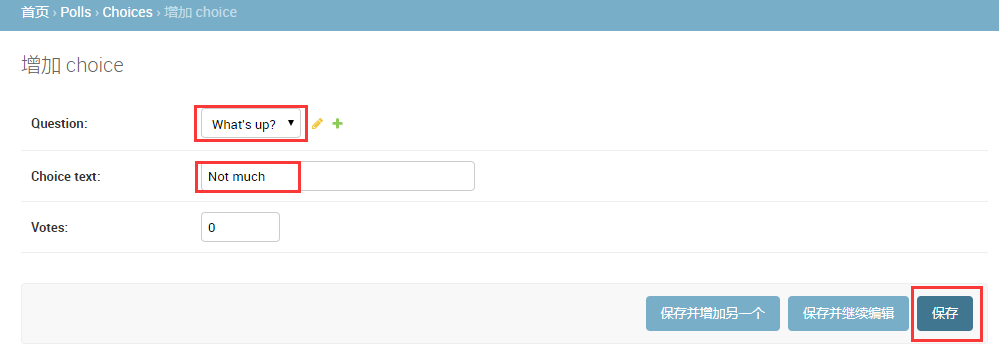 首页 › Polls › Choices › 增加 choice
增加 choice
Question: What's up?
Choice text: Not much
Votes: 0
保存并增加另一个 保存并继续编辑 保存